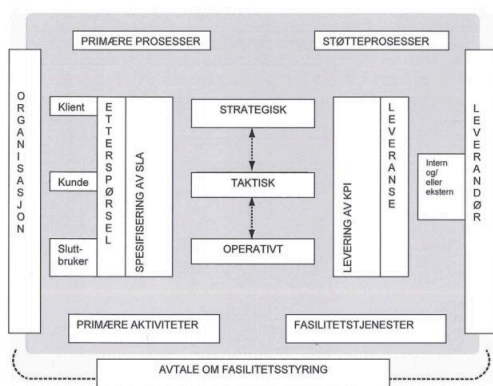 PRIMÆRE PROSESSER
STØTTEPROSESSER
ORGANISASJON
Klient
Kunde
Slutt-
bruker
ETTERSPØRSEL
SPESIFISERING AV SLA
STRATEGISK
TAKTISK
OPERATIVT
LEVERING AV KPI
LEVERANSE
Intern
og/
eller
ekstern
LEVERANDØR
PRIMÆRE AKTIVITETER
FASILITETSTJENESTER
AVTALE OM FASILITETSSTYRING